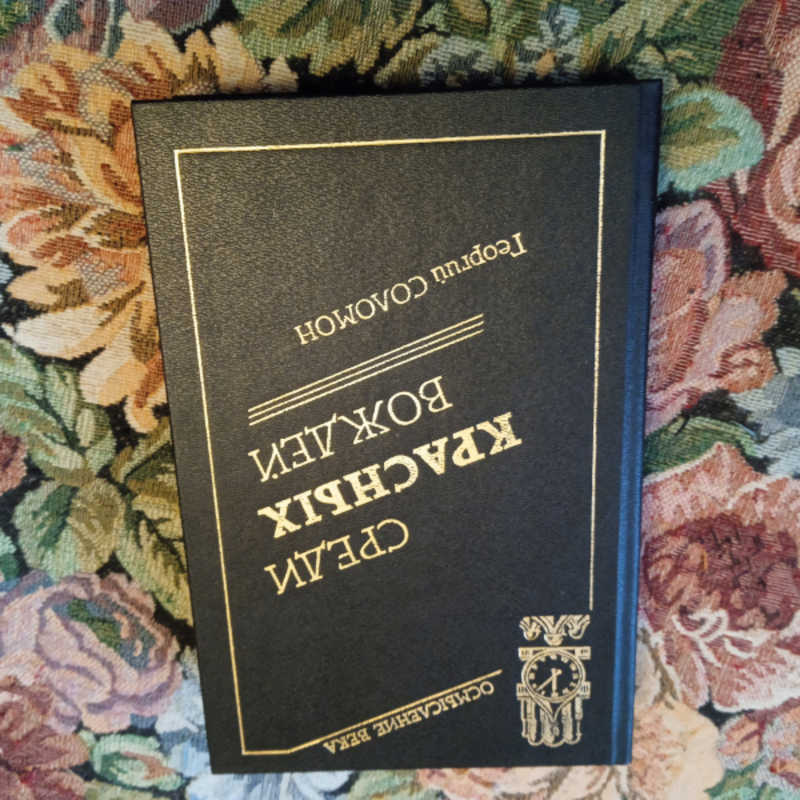 ОСМЫСЛЕНИЕ ВЕКА
СРЕДИ
КРАСНЫХ
ВОЖДЕЙ
Георгий СОЛОМОН